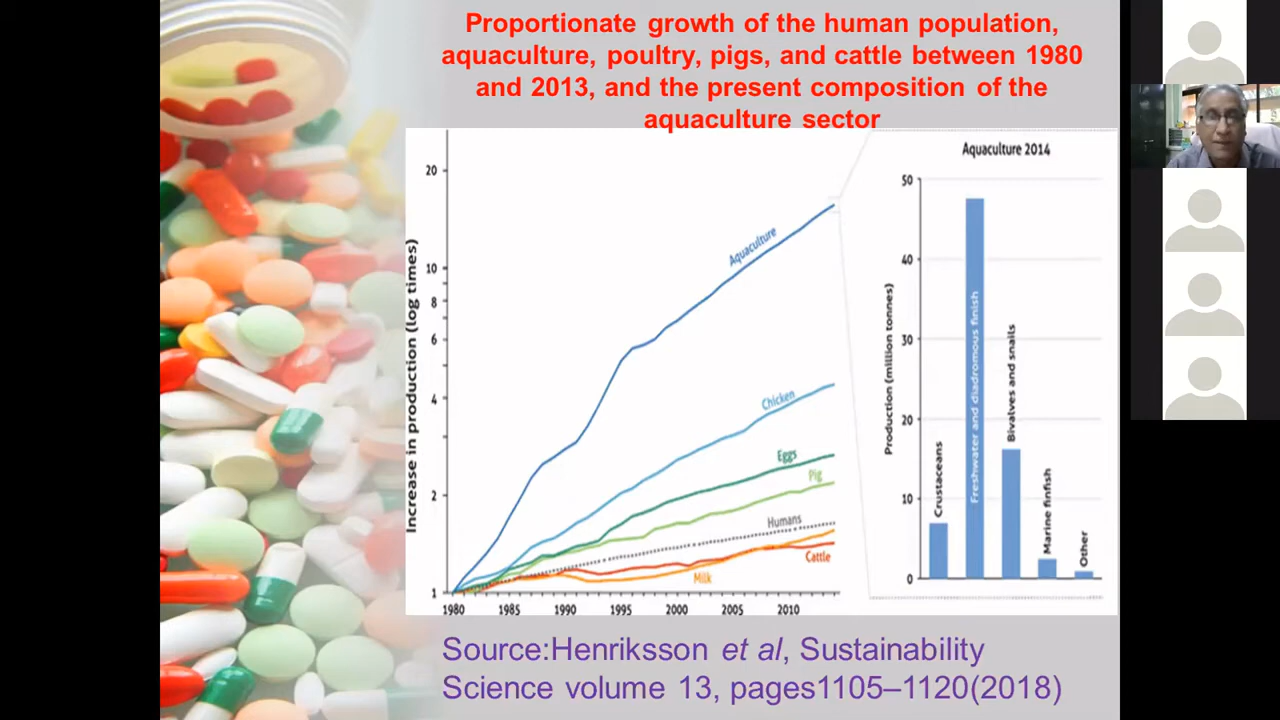 Proportionate growth of the human population,
aquaculture, poultry, pigs, and cattle between 1980
and 2013, and the present composition of the
aquaculture sector
Increase in production (log times)
20
10
8
6
4
2
1
1980
1985
1990
1995
2000
2005
2010
Aquaculture
Chicken
Eggs
Pig
Humans
Cattle
Milk
Aquaculture 2014
Production (million tonnes)
50
40
30
20
10
0
Crustaceans
Freshwater and diadromous finish
Bivalves and snails
Marine finfish
Other
Source:Henriksson et al, Sustainability
Science volume 13, pages1105–1120(2018)